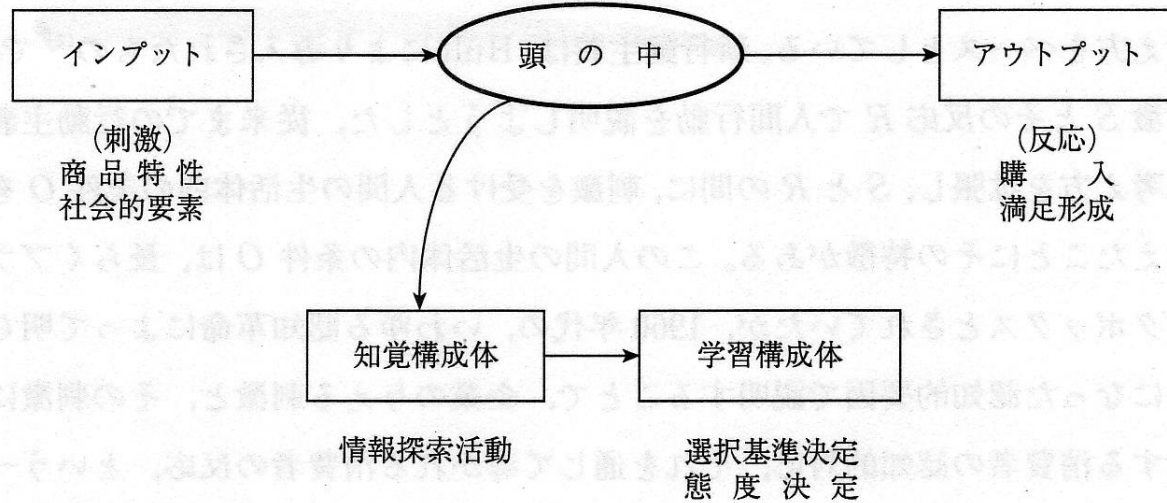 インプット
頭の中
アウトプット
(刺激)
商品特性
社会的要素
(反応)
購入
満足形成
知覚構成体
学習構成体
情報探索活動
選択基準決定
態度決定